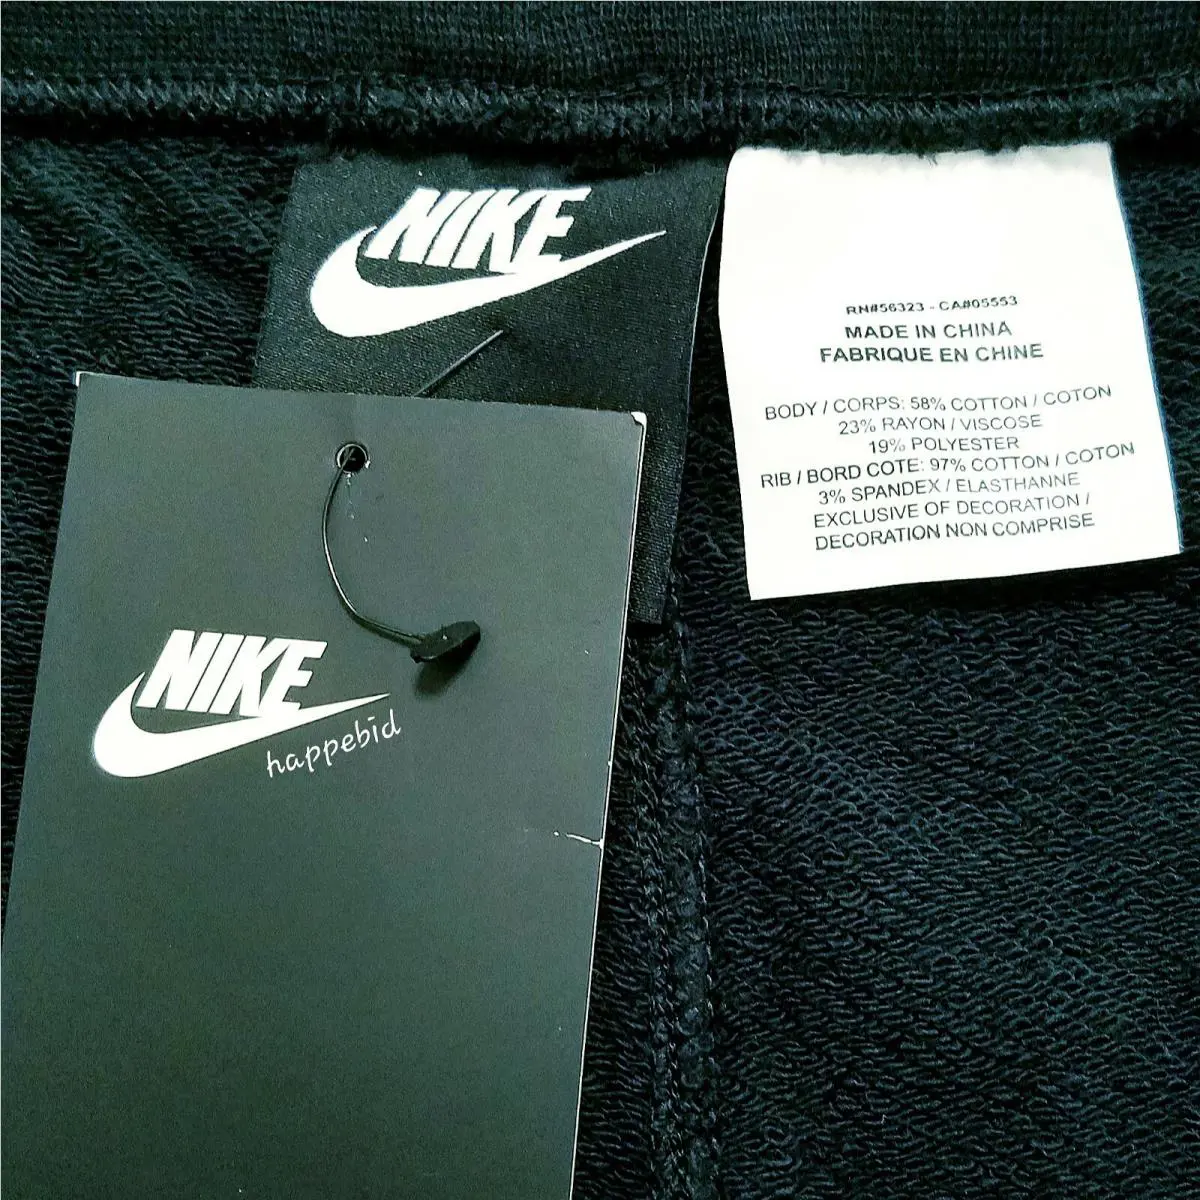 NIKE
RN#56323 - CA#05553
MADE IN CHINA
FABRIQUE EN CHINE
BODY / CORPS: 58% COTTON / COTON
23% RAYON / VISCOSE
19% POLYESTER
RIB / BORD COTE: 97% COTTON / COTON
3% SPANDEX / ELASTHANNE
EXCLUSIVE OF DECORATION /
DECORATION NON COMPRISE
NIKE
happebid